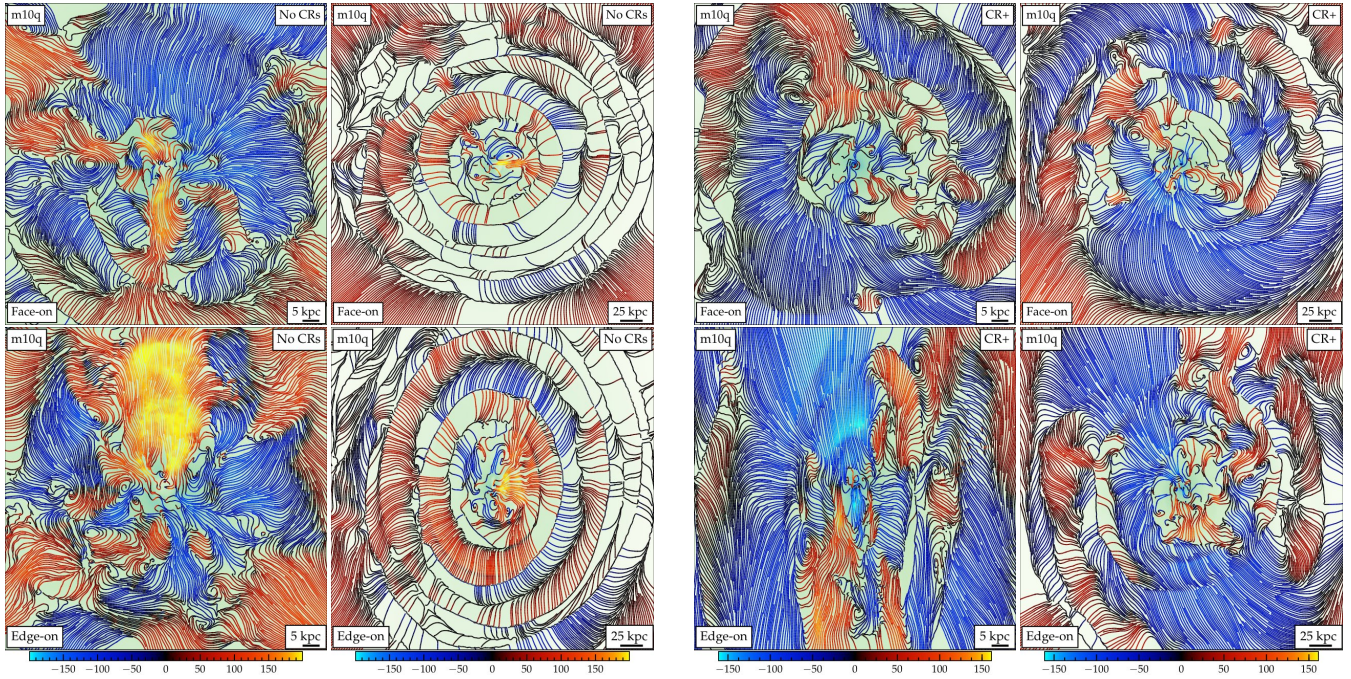 m10q No CRs m10q No CRs m10q CR+ m10q CR+
Face-on 5 kpc Face-on 25 kpc Face-on 5 kpc Face-on 25 kpc
m10q No CRs m10q No CRs m10q CR+ m10q CR+
Edge-on 5 kpc Edge-on 25 kpc Edge-on 5 kpc Edge-on 25 kpc
−150 −100 −50 0 50 100 150 −150 −100 −50 0 50 100 150 −150 −100 −50 0 50 100 150 −150 −100 −50 0 50 100 150